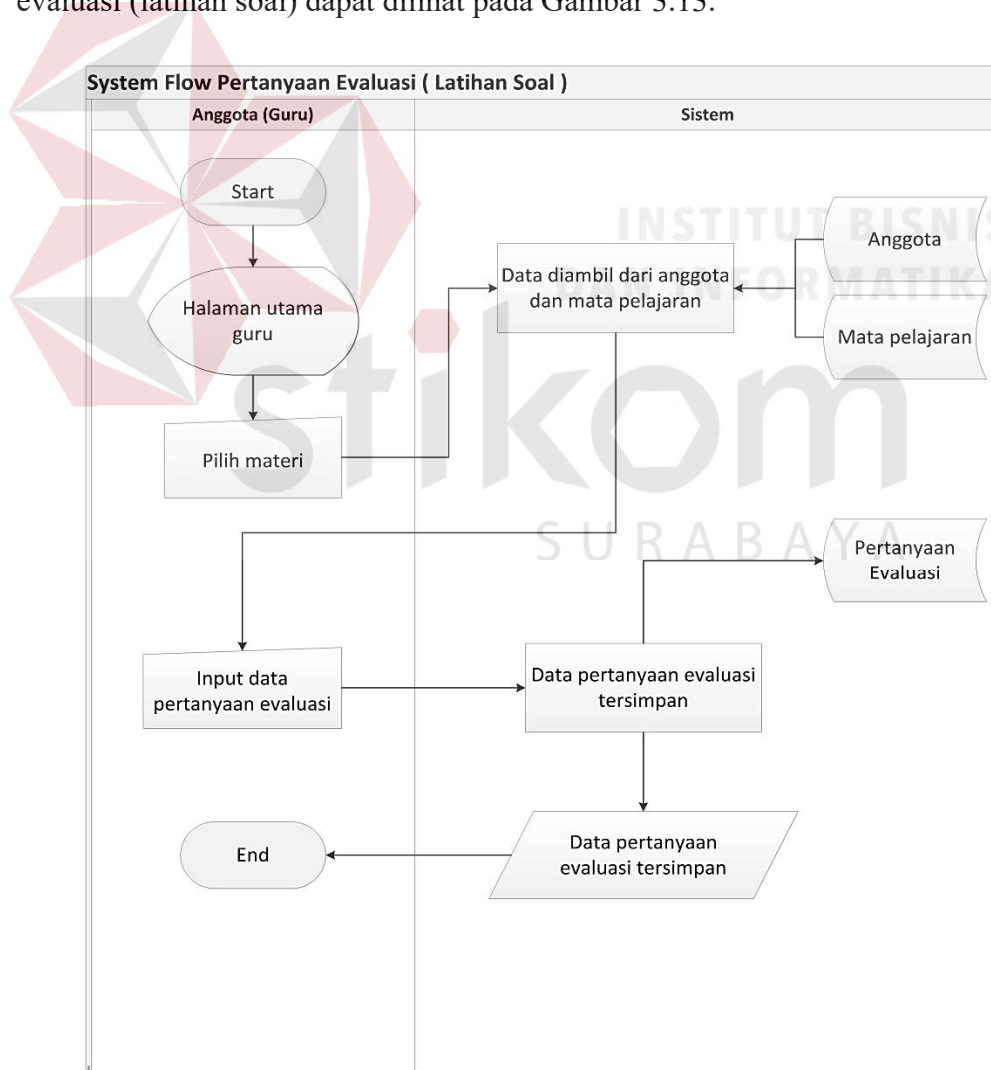 evaluasi (latihan soal) dapat dilihat pada Gambar 3.13.
System Flow Pertanyaan Evaluasi ( Latihan Soal )
Anggota (Guru)
Sistem
Start
Halaman utama
guru
Pilih materi
Data diambil dari anggota
dan mata pelajaran
Anggota
Mata pelajaran
Pertanyaan
Evaluasi
Input data
pertanyaan evaluasi
Data pertanyaan evaluasi
tersimpan
Data pertanyaan
evaluasi tersimpan
End
INSTITUT BISNIS
DAN INFORMATIKA
stikom
SURABAYA